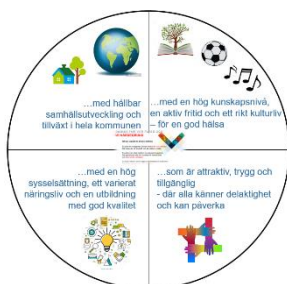 ...med hållbar
samhällsutveckling och
tillväxt i hela kommunen
...med en hög kunskapsnivå,
en aktiv fritid och ett rikt kulturliv
– för en god hälsa
...med en hög
sysselsättning, ett varierat
näringsliv och en utbildning
med god kvalitet
...som är attraktiv, trygg och
tillgänglig
- där alla känner delaktighet
och kan påverka